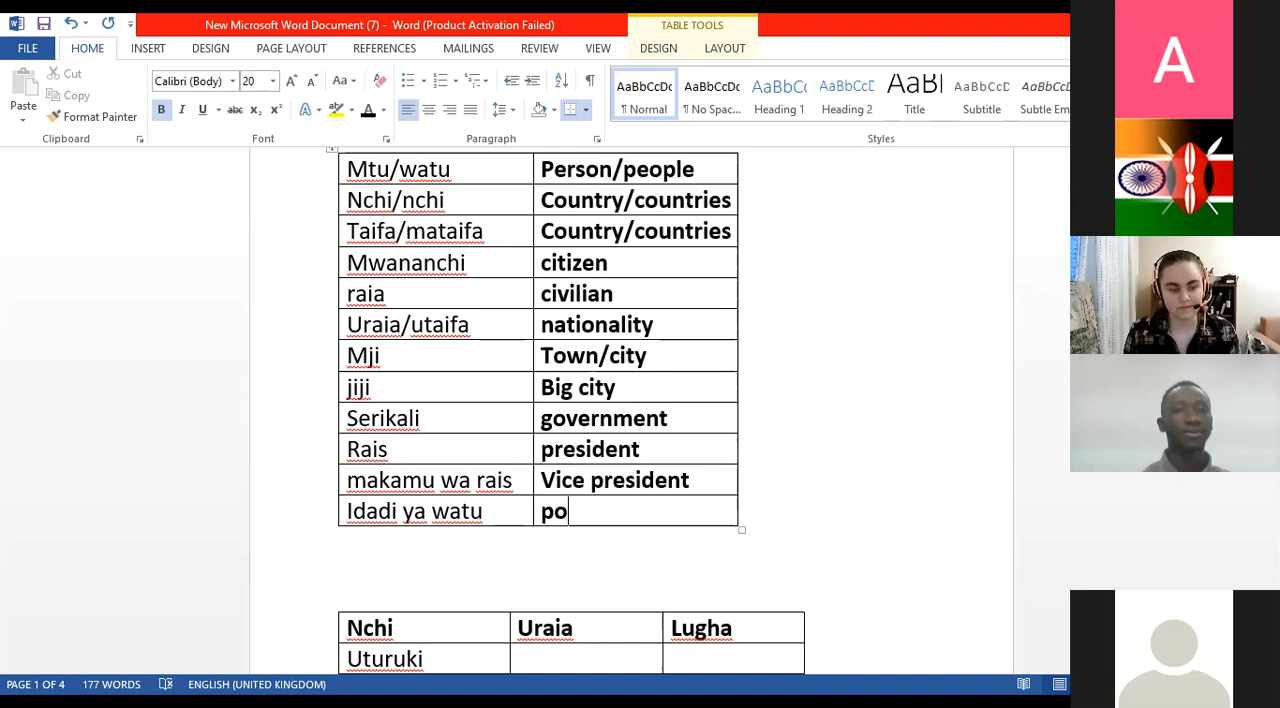 New Microsoft Word Document (7) - Word (Product Activation Failed)
TABLE TOOLS
FILE HOME INSERT DESIGN PAGE LAYOUT REFERENCES MAILINGS REVIEW VIEW DESIGN LAYOUT
Cut
Copy
Format Painter
Paste
Clipboard
Calibri (Body) 20
Font
Paragraph
AaBbCcDc AaBbCcDc AaBbCc AaBbCcD AaBl AaBbCcD AaBbCcD
¶ Normal ¶ No Spac... Heading 1 Heading 2 Title Subtitle Subtle Em
Styles
Mtu/watu Person/people
Nchi/nchi Country/countries
Taifa/mataifa Country/countries
Mwananchi citizen
raia civilian
Uraia/utaifa nationality
Mji Town/city
jiji Big city
Serikali government
Rais president
makamu wa rais Vice president
Idadi ya watu po
Nchi Uraia Lugha
Uturuki
PAGE 1 OF 4 177 WORDS ENGLISH (UNITED KINGDOM)
A